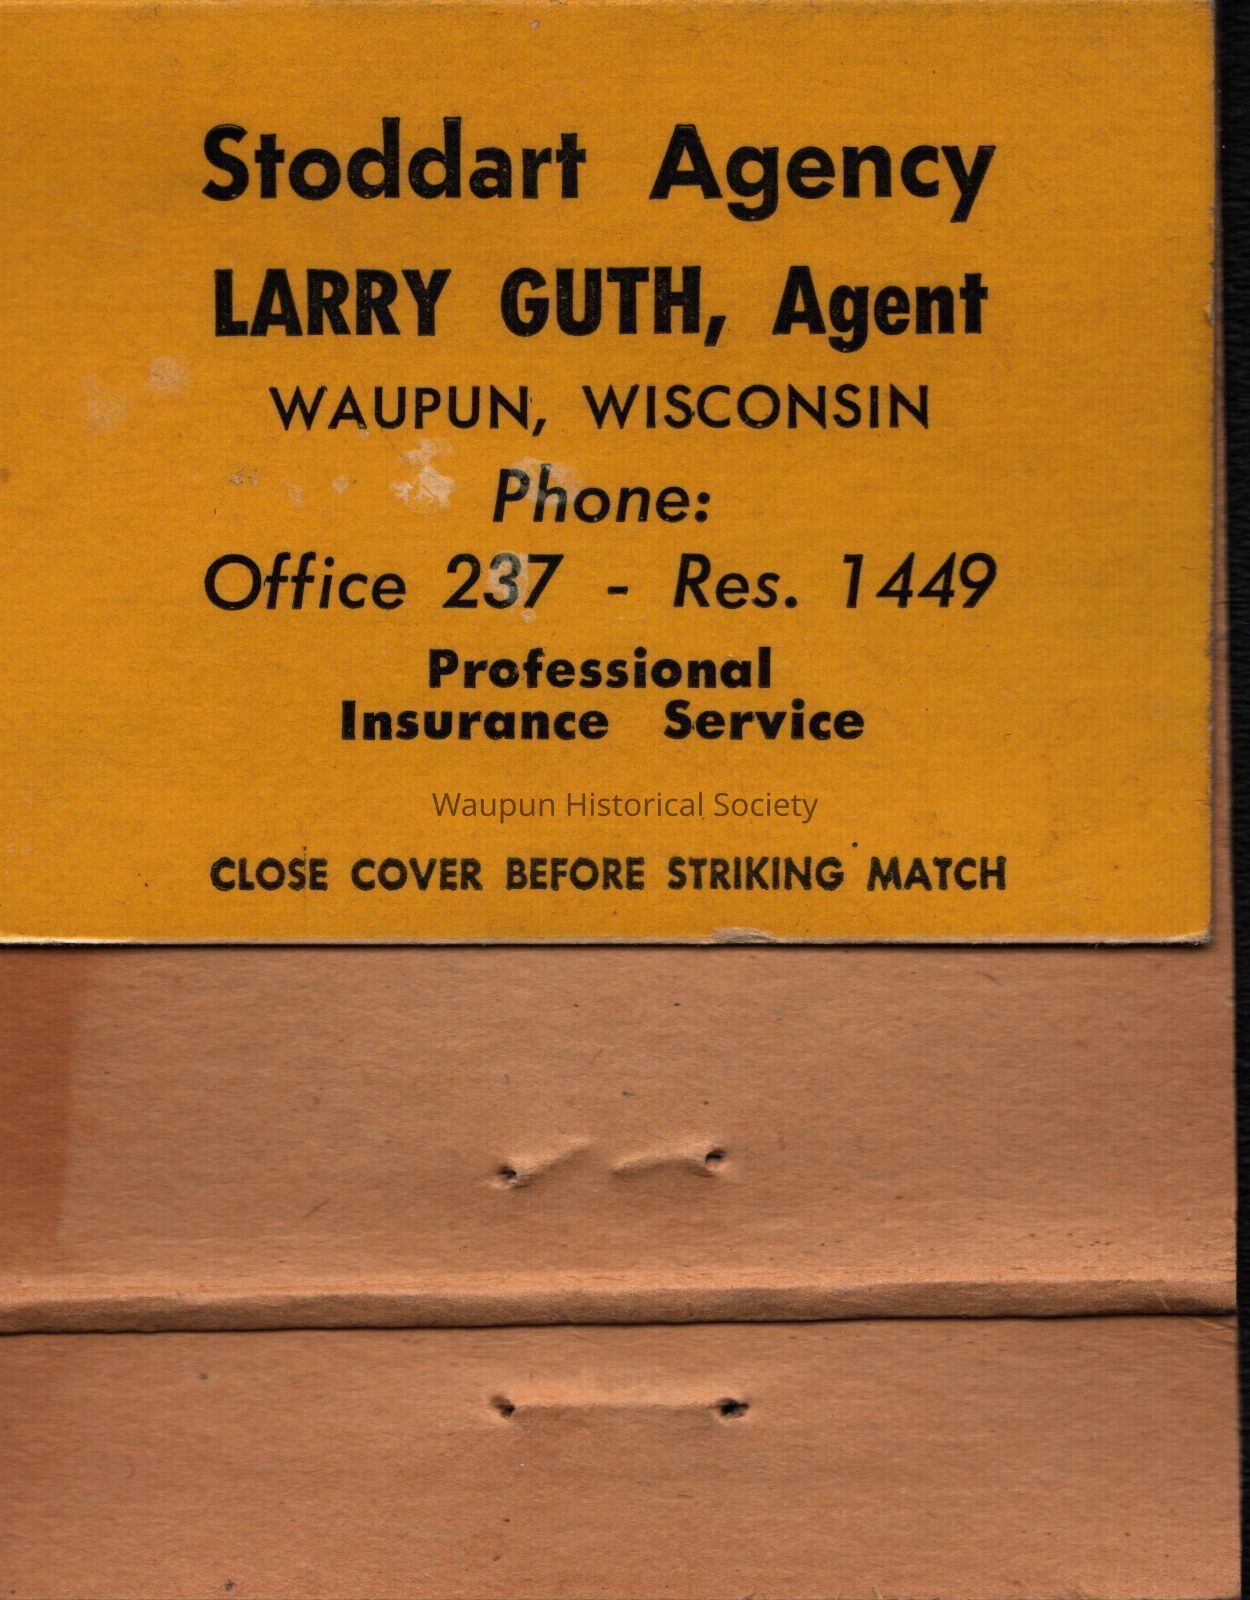 Stoddart Agency
LARRY GUTH, Agent
WAUPUN, WISCONSIN
Phone:
Office 237 - Res. 1449
Professional
Insurance Service
Waupun Historical Society
CLOSE COVER BEFORE STRIKING MATCH